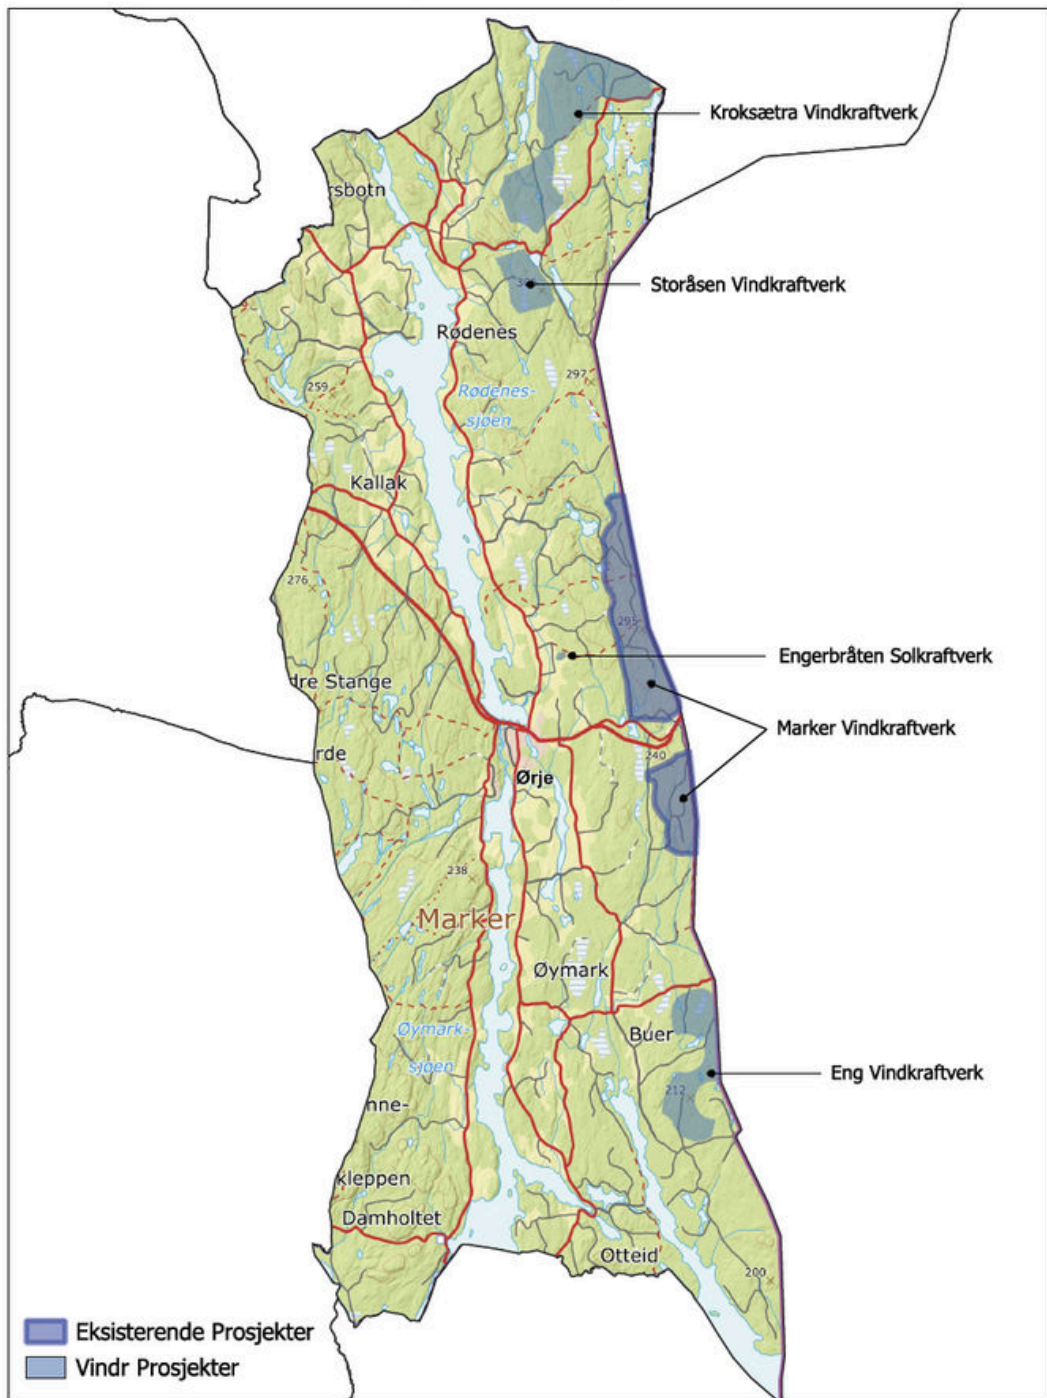 Kroksætra Vindkraftverk
rsbotn
Storåsen Vindkraftverk
Rødenes
297
259
Rødenes-
sjøen
Kallak
276
295
Engerbråten Solkraftverk
dre Stange
Marker Vindkraftverk
rde
240
Ørje
238
Marker
Øymark
Øymark-
sjøen
Buer
Eng Vindkraftverk
212
nne-
kleppen
Damholtet
Otteid
200
Eksisterende Prosjekter
Vindr Prosjekter